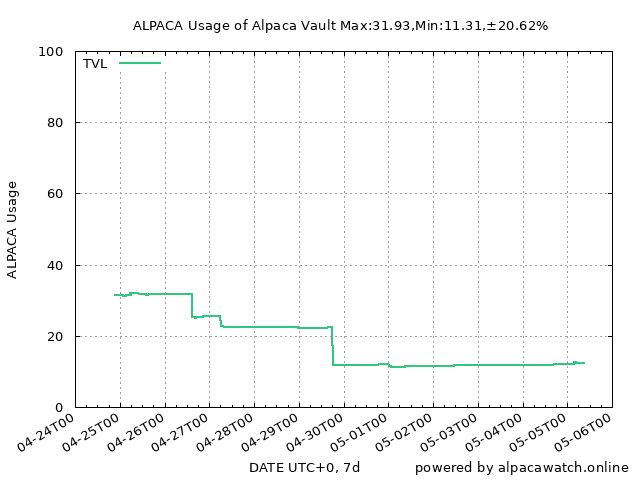 ALPACA Usage of Alpaca Vault Max:31.93,Min:11.31,±20.62%
TVL
100
80
60
40
20
0
ALPACA Usage
04-24T00
04-25T00
04-26T00
04-27T00
04-28T00
04-29T00
04-30T00
05-01T00
05-02T00
05-03T00
05-04T00
05-05T00
05-06T00
DATE UTC+0, 7d
powered by alpacawatch.online